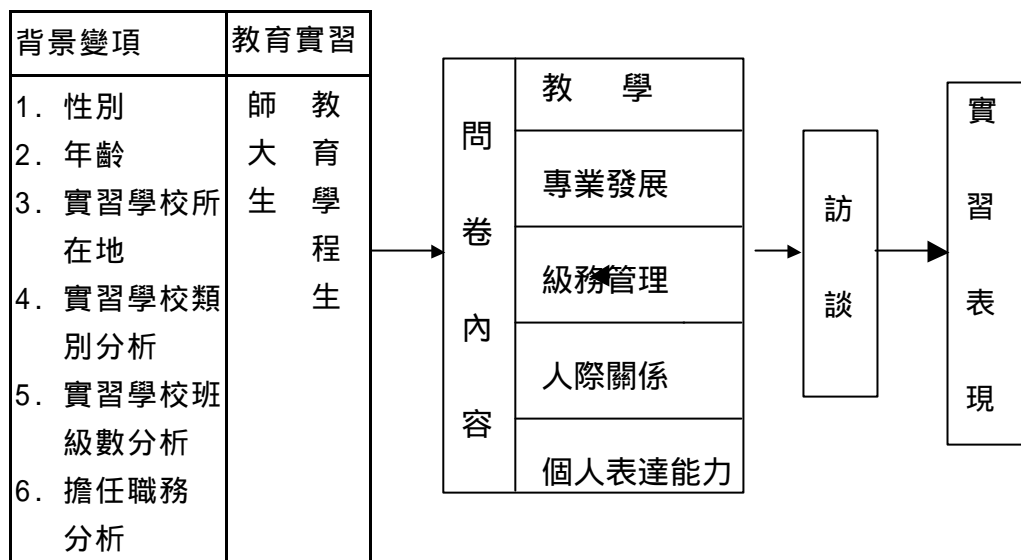 背景變項
教育實習
1. 性別
2. 年齡
3. 實習學校所
在地
4. 實習學校類
別分析
5. 實習學校班
級數分析
6. 擔任職務
分析
師大生
教育學程生
問卷內容
教 學
專業發展
級務管理
人際關係
個人表達能力
訪談
實習表現